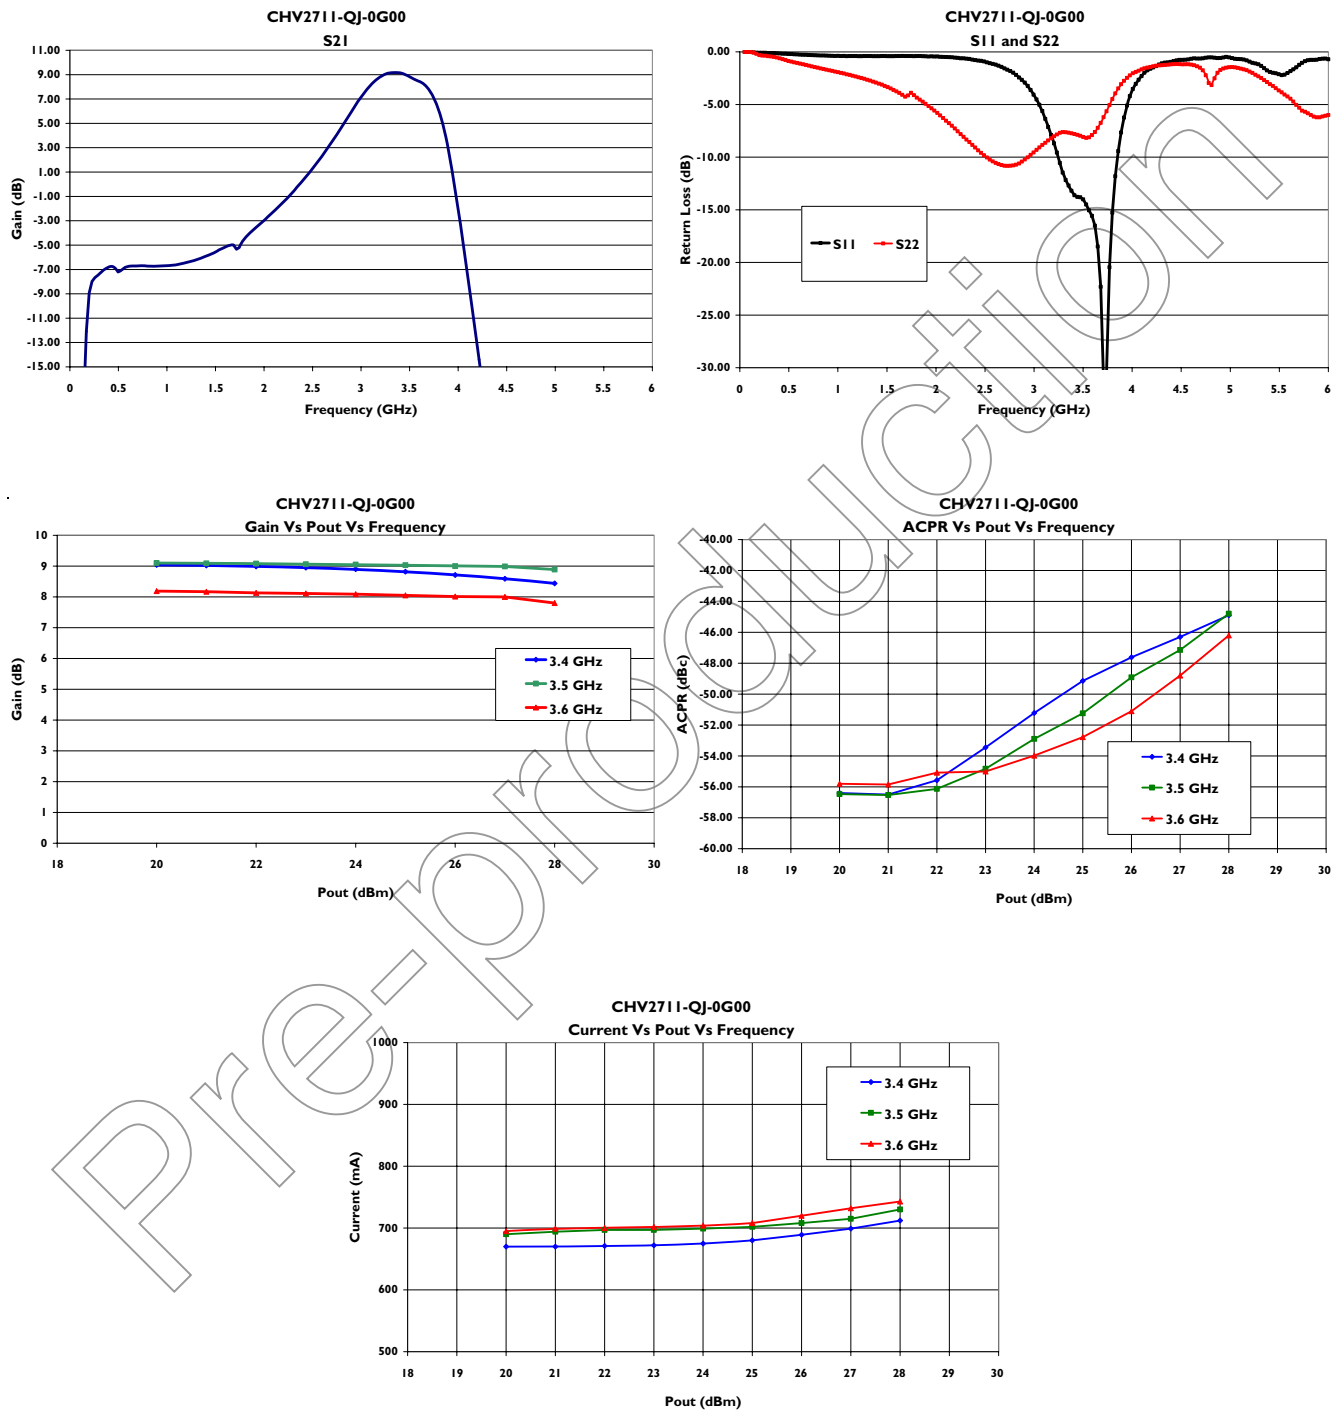 CHV2711-QJ-0G00
S21
11.00
9.00
7.00
5.00
3.00
1.00
-1.00
-3.00
-5.00
-7.00
-9.00
-11.00
-13.00
-15.00
Gain (dB)
0 0.5 1 1.5 2 2.5 3 3.5 4 4.5 5 5.5 6
Frequency (GHz)
CHV2711-QJ-0G00
S11 and S22
0.00
-5.00
-10.00
-15.00
-20.00
-25.00
-30.00
Return Loss (dB)
S11 S22
0 0.5 1 1.5 2 2.5 3 3.5 4 4.5 5 5.5 6
Frequency (GHz)
CHV2711-QJ-0G00
Gain Vs Pout Vs Frequency
10
9
8
7
6
5
4
3
2
1
0
Gain (dB)
3.4 GHz
3.5 GHz
3.6 GHz
18 20 22 24 26 28 30
Pout (dBm)
CHV2711-QJ-0G00
ACPR Vs Pout Vs Frequency
-40.00
-42.00
-44.00
-46.00
-48.00
-50.00
-52.00
-54.00
-56.00
-58.00
-60.00
ACPR (dBc)
3.4 GHz
3.5 GHz
3.6 GHz
18 19 20 21 22 23 24 25 26 27 28 29 30
Pout (dBm)
CHV2711-QJ-0G00
Current Vs Pout Vs Frequency
1000
900
800
700
600
500
Current (mA)
3.4 GHz
3.5 GHz
3.6 GHz
18 19 20 21 22 23 24 25 26 27 28 29 30
Pout (dBm)
Pre-production